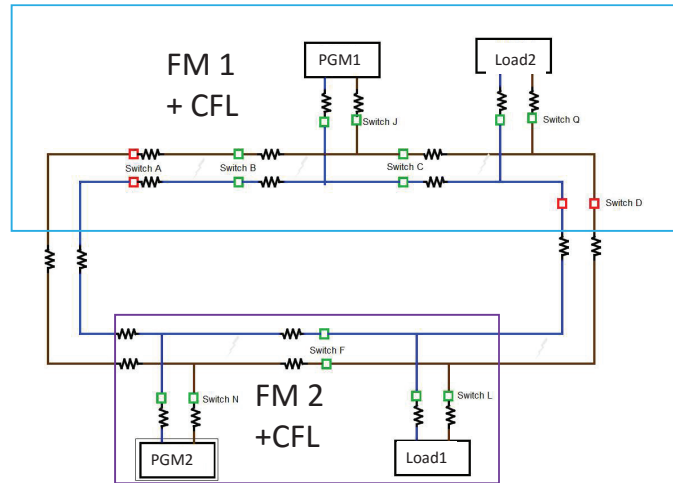 PGM1
Load2
FM 1
+ CFL
Switch J
Switch Q
Switch A
Switch B
Switch C
Switch D
Switch F
Switch N
FM 2
+CFL
Switch L
PGM2
Load1